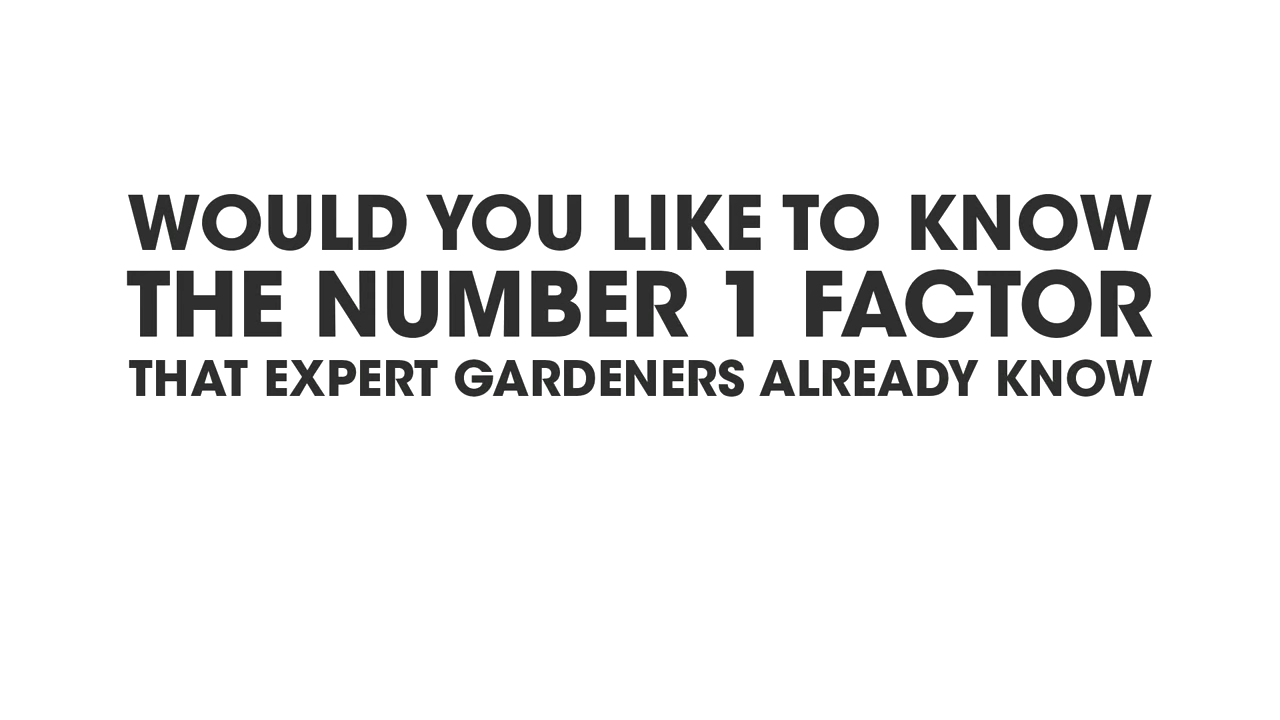 WOULD YOU LIKE TO KNOW
THE NUMBER 1 FACTOR
THAT EXPERT GARDENERS ALREADY KNOW